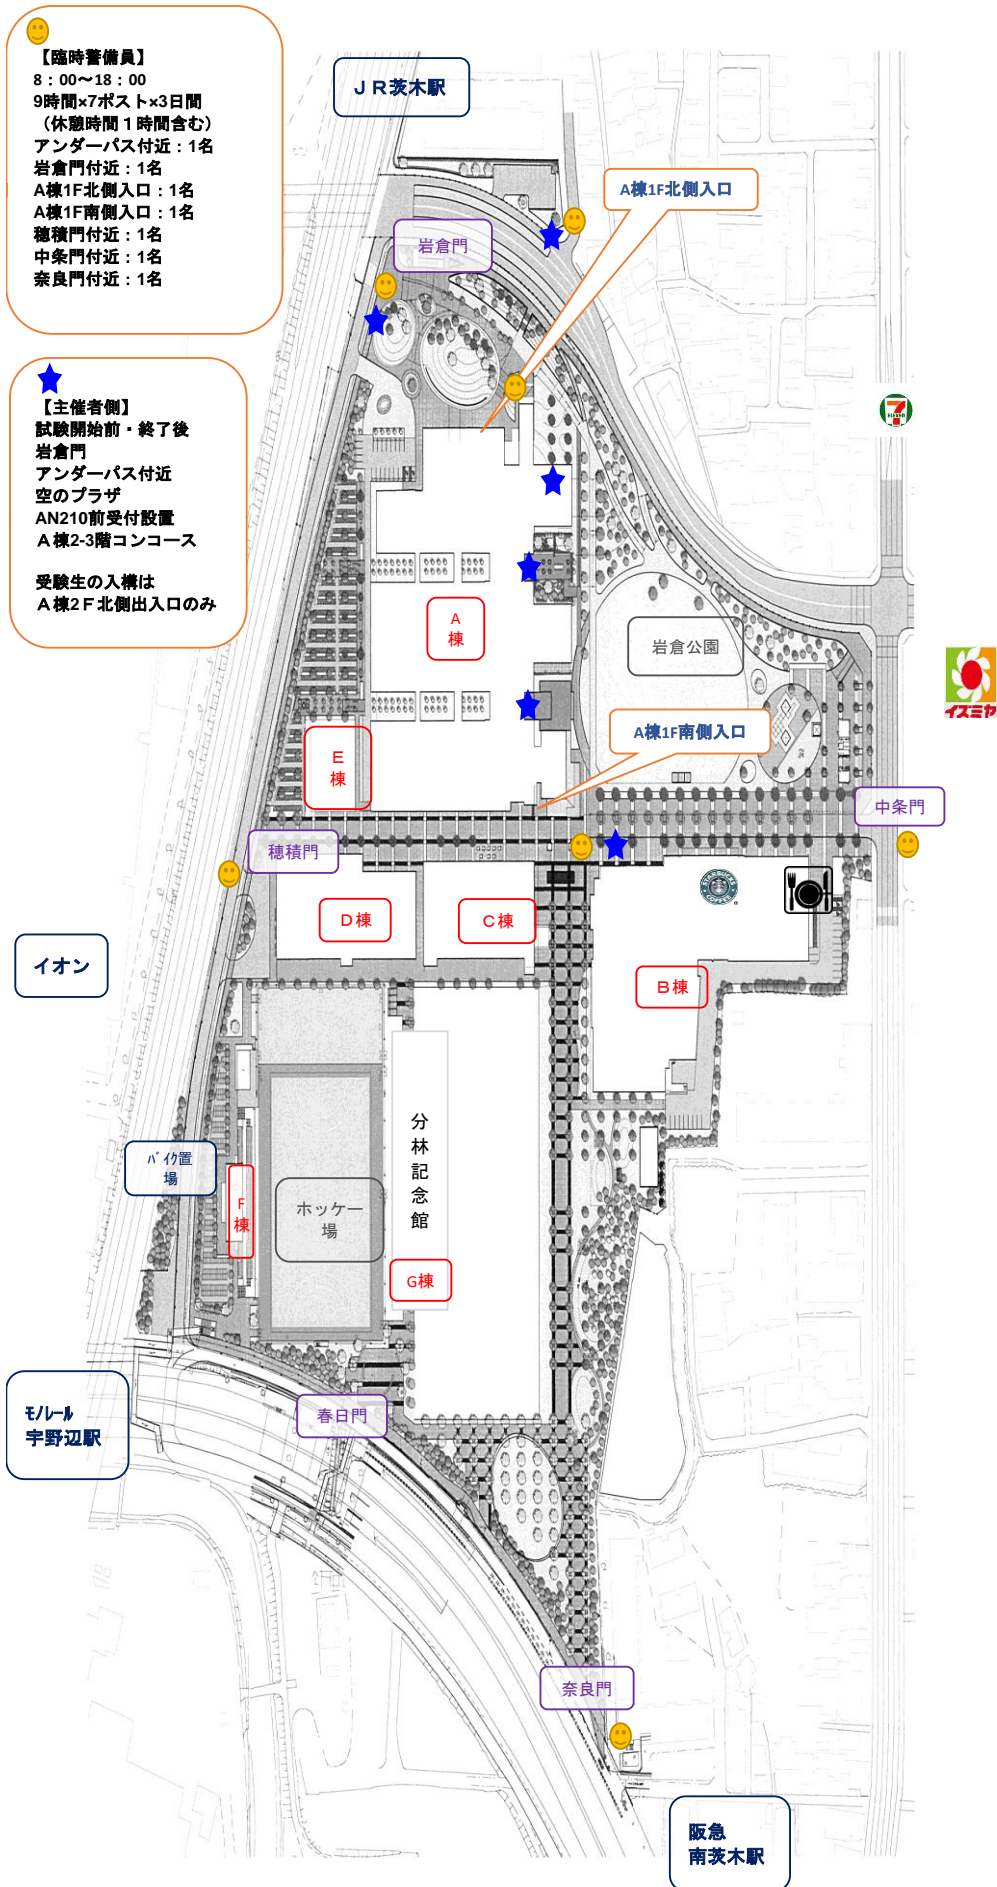 【臨時警備員】
8：00～18：00
9時間×7ポスト×3日間
（休憩時間１時間含む）
アンダーパス付近：1名
岩倉門付近：1名
A棟1F北側入口：1名
A棟1F南側入口：1名
穂積門付近：1名
中条門付近：1名
奈良門付近：1名
ＪＲ茨木駅
A棟1F北側入口
岩倉門
【主催者側】
試験開始前・終了後
岩倉門
アンダーパス付近
空のプラザ
AN210前受付設置
Ａ棟2-3階コンコース
受験生の入構は
Ａ棟2Ｆ北側出入口のみ
7
ELEVEN
A
棟
岩倉公園
イズミヤ
A棟1F南側入口
E
棟
中条門
穂積門
STARBUCKS
COFFEE
Ｄ棟
Ｃ棟
イオン
Ｂ棟
分
林
記
念
館
ﾊﾞｲｸ置
場
F
棟
ホッケー
場
G棟
ﾓﾉﾚｰﾙ
宇野辺駅
春日門
奈良門
阪急
南茨木駅